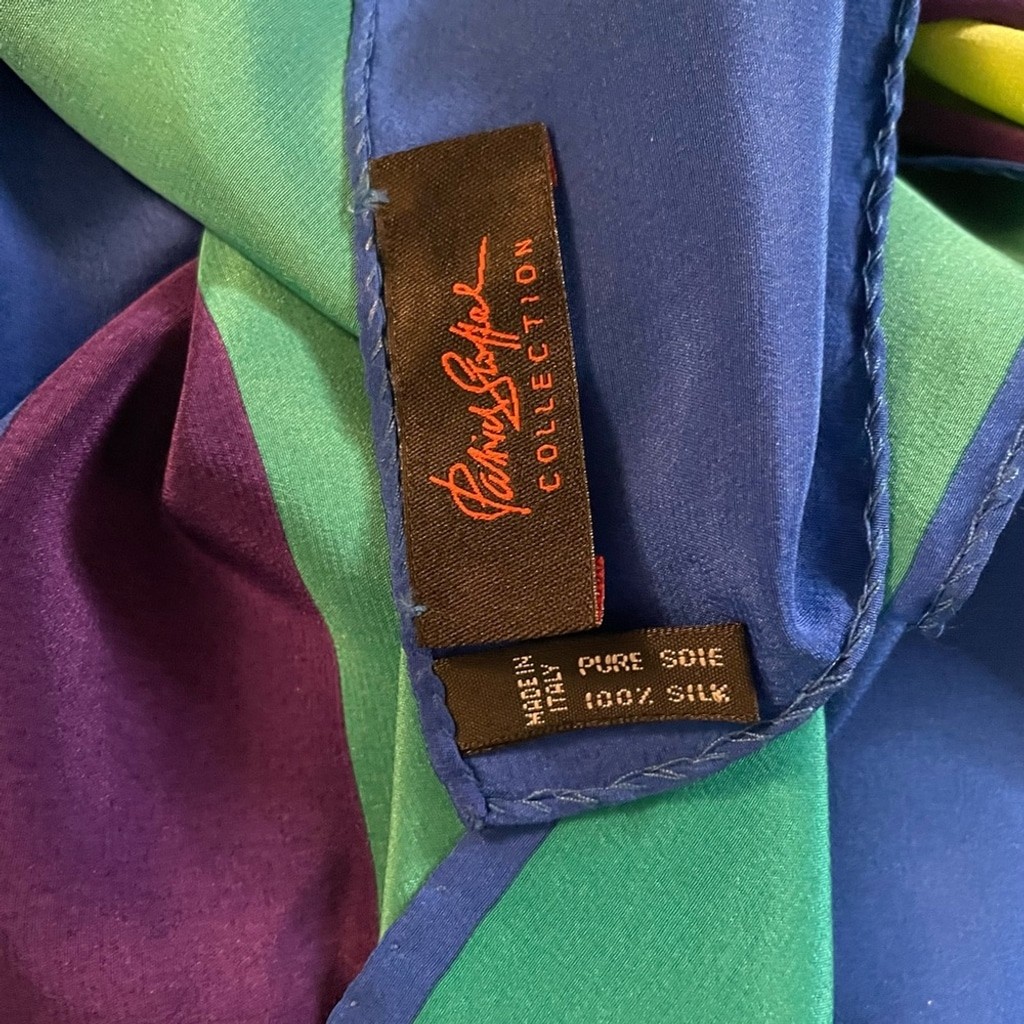 COLLECTION
MADE IN
ITALY
PURE SOIE
100% SILK